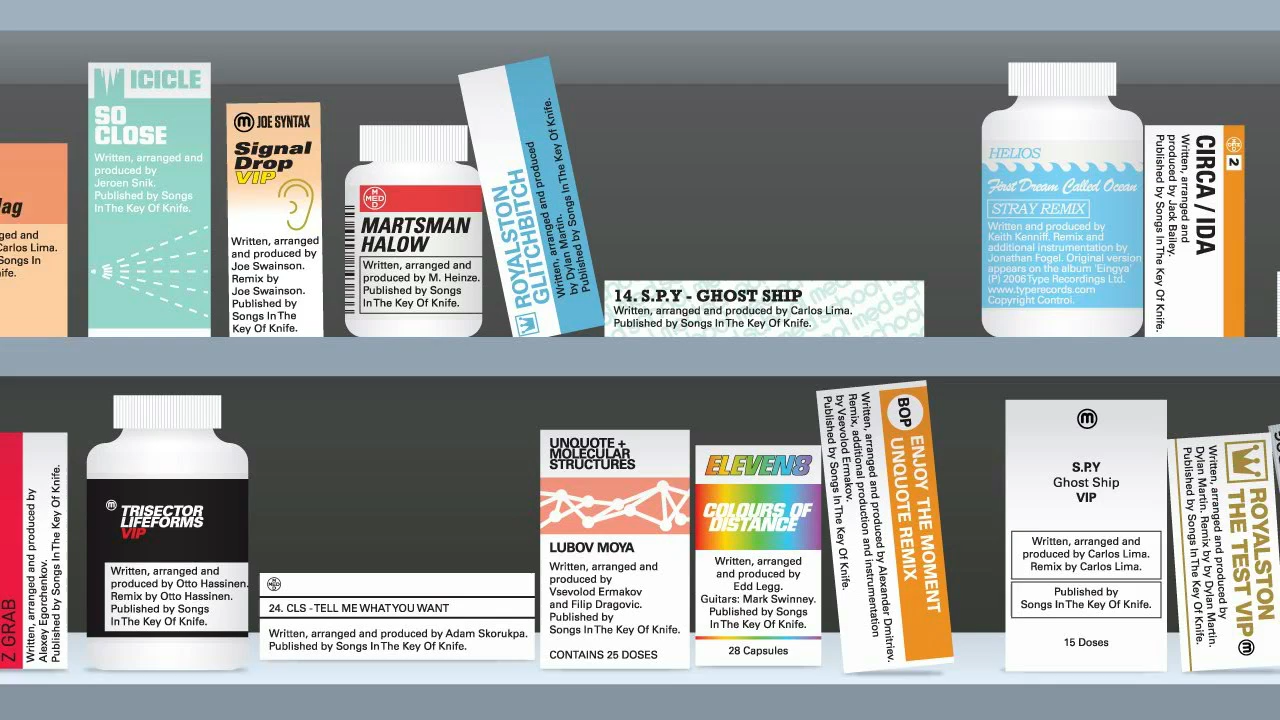 lag
ged and
Carlos Lima.
Songs In
nife.
ICICLE
SO
CLOSE
Written, arranged and
produced by
Jeroen Snik.
Published by Songs
In The Key Of Knife.
m JOE SYNTAX
Signal
Drop
VIP
Written, arranged
and produced by
Joe Swainson.
Remix by
Joe Swainson.
Published by
Songs In The
Key Of Knife.
MED
MARTSMAN
HALOW
Written, arranged and
produced by M. Heinze.
Published by Songs
In The Key Of Knife.
ROYALSTON
GLITCHBITCH
Written, arranged and produced
by Dylan Martin.
Published by Songs In The Key Of Knife.
14. S.P.Y - GHOST SHIP
Written, arranged and produced by Carlos Lima.
Published by Songs In The Key Of Knife.
HELIOS
First Dream Called Ocean
STRAY REMIX
Written and produced by
Keith Kenniff. Remix and
additional instrumentation by
Jonathan Fogel. Original version
appears on the album 'Eingya'
(P) 2006 Type Recordings Ltd.
www.typerecords.com
Copyright Control.
2
CIRCA / IDA
Written, arranged and
produced by Jack Bailey.
Published by Songs In The Key Of Knife.
Z GRAB
Written, arranged and produced by
Alexey Egorchenkov.
Published by Songs In The Key Of Knife.
m
TRISECTOR
LIFEFORMS
VIP
Written, arranged and
produced by Otto Hassinen.
Remix by Otto Hassinen.
Published by Songs
In The Key Of Knife.
24. CLS - TELL ME WHAT YOU WANT
Written, arranged and produced by Adam Skorukpa.
Published by Songs In The Key Of Knife.
UNQUOTE +
MOLECULAR
STRUCTURES
LUBOV MOYA
Written, arranged and
produced by
Vsevolod Ermakov
and Filip Dragovic.
Published by
Songs In The Key Of Knife.
CONTAINS 25 DOSES
ELEVEN8
COLOURS OF
DISTANCE
Written, arranged
and produced by
Edd Legg.
Guitars: Mark Swinney.
Published by Songs
In The Key Of Knife.
28 Capsules
BOP
ENJOY THE MOMENT
UNQUOTE REMIX
Written, arranged and produced by Alexander Dmitriev.
Remix, additional production and instrumentation
by Vsevolod Ermakov.
Published by Songs In The Key Of Knife.
m
S.P.Y
Ghost Ship
VIP
Written, arranged and
produced by Carlos Lima.
Remix by Carlos Lima.
Published by
Songs In The Key Of Knife.
15 Doses
ROYALSTON
THE TEST VIP
m
Written, arranged and produced by
Dylan Martin. Remix by by Dylan Martin.
Published by Songs In The Key Of Knife.